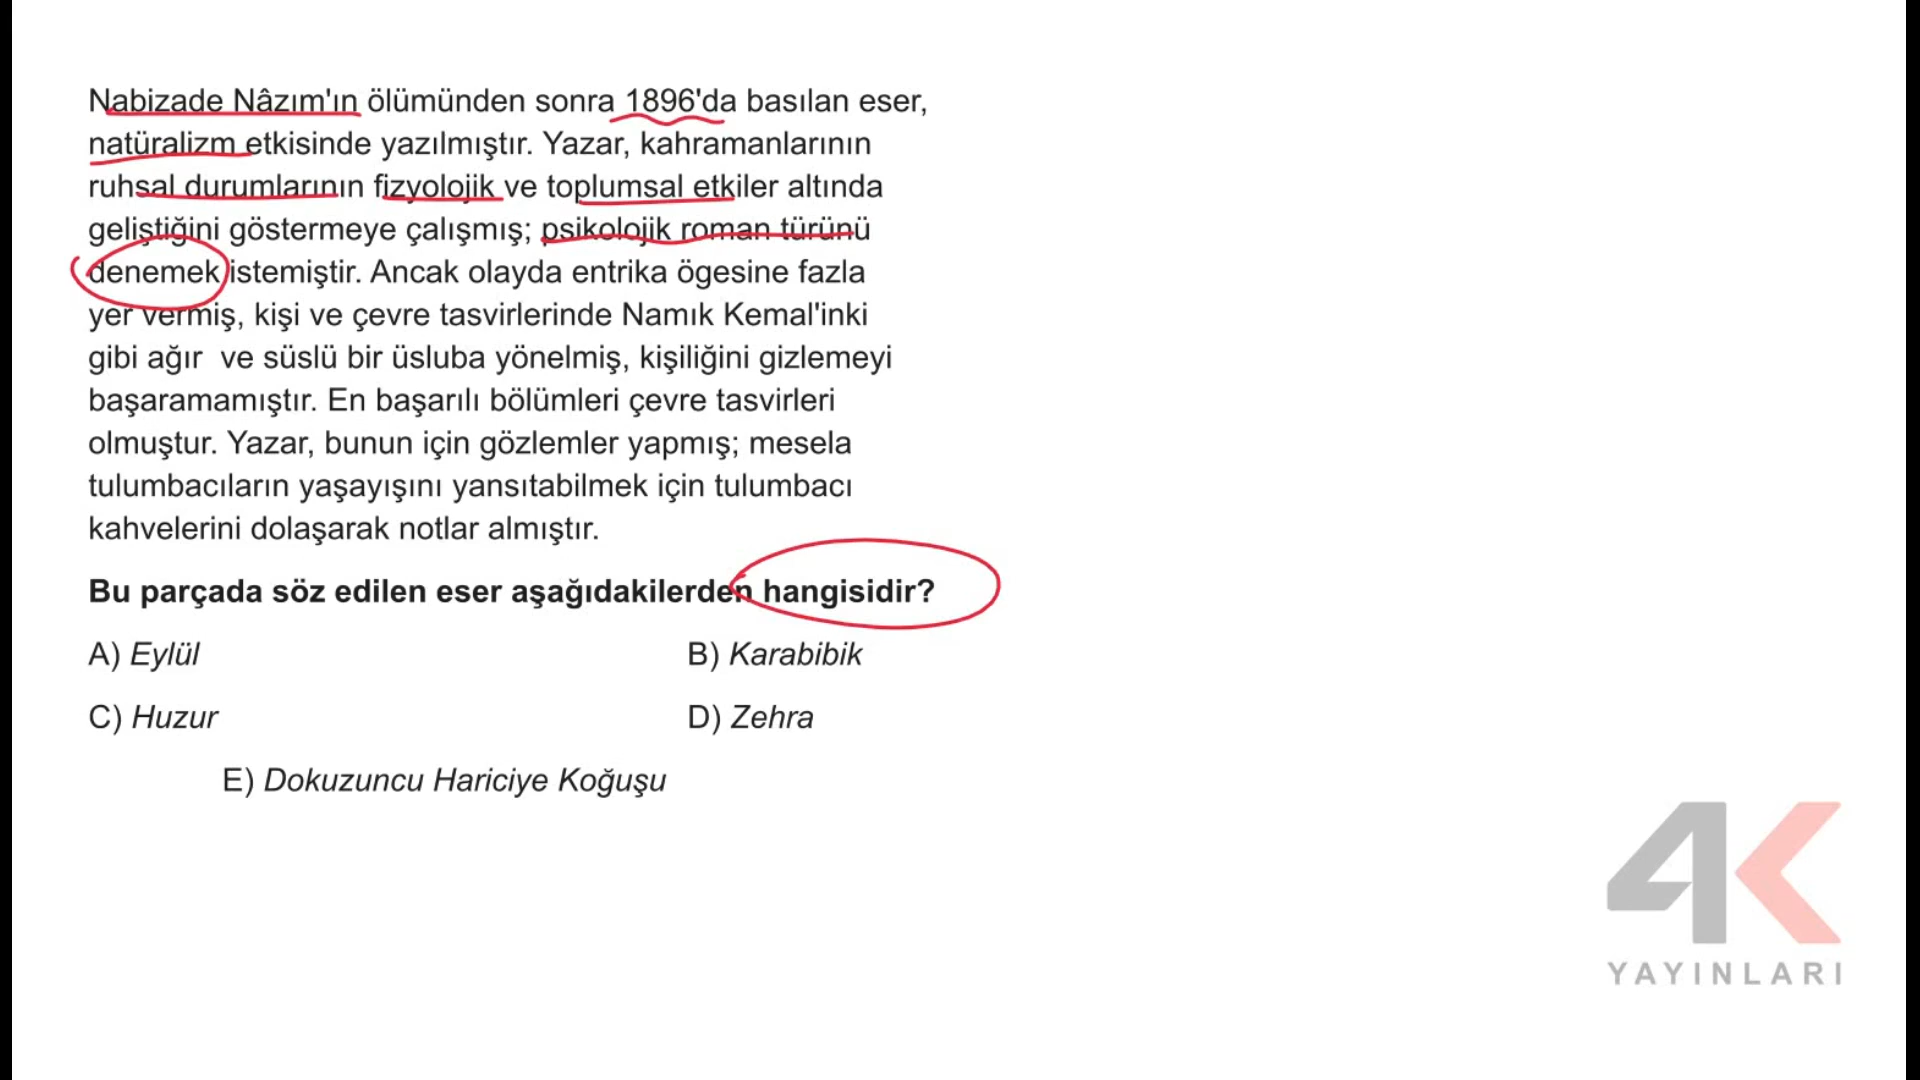 Nabizade Nâzım'ın ölümünden sonra 1896'da basılan eser,
natüralizm etkisinde yazılmıştır. Yazar, kahramanlarının
ruhsal durumlarının fizyolojik ve toplumsal etkiler altında
geliştiğini göstermeye çalışmış; psikolojik roman türünü
denemek istemiştir. Ancak olayda entrika ögesine fazla
yer vermiş, kişi ve çevre tasvirlerinde Namık Kemal'inki
gibi ağır ve süslü bir üsluba yönelmiş, kişiliğini gizlemeyi
başaramamıştır. En başarılı bölümleri çevre tasvirleri
olmuştur. Yazar, bunun için gözlemler yapmış; mesela
tulumbacıların yaşayışını yansıtabilmek için tulumbacı
kahvelerini dolaşarak notlar almıştır.
Bu parçada söz edilen eser aşağıdakilerden hangisidir?
A) Eylül B) Karabibik
C) Huzur D) Zehra
E) Dokuzuncu Hariciye Koğuşu
4K
YAYINLARI